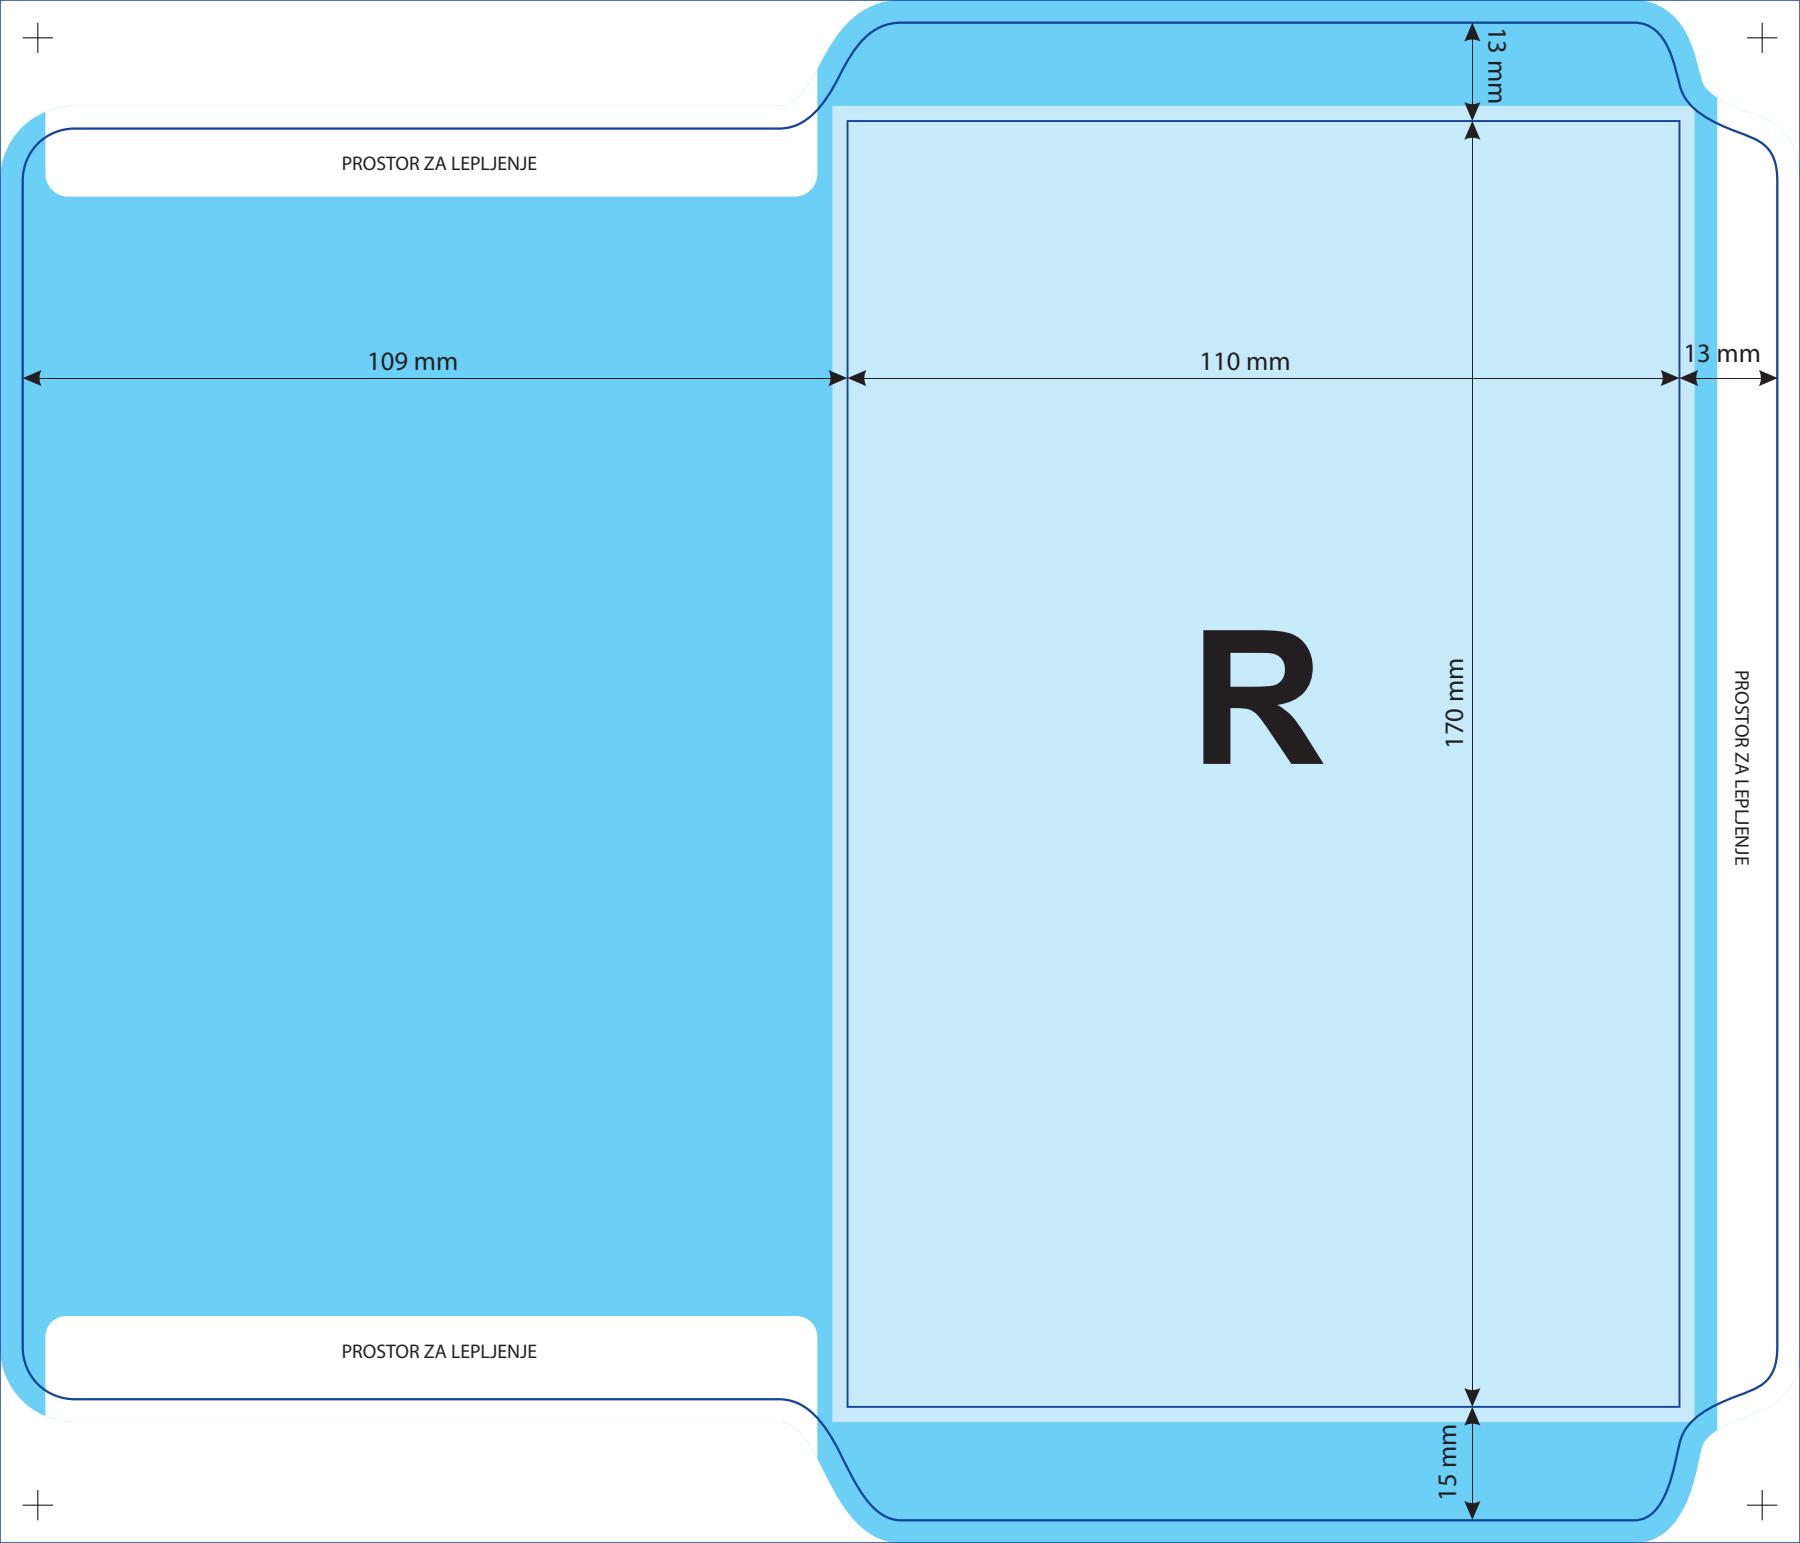 13 mm
PROSTOR ZA LEPLJENJE
109 mm
110 mm
13 mm
R
170 mm
PROSTOR ZA LEPLJENJE
PROSTOR ZA LEPLJENJE
15 mm